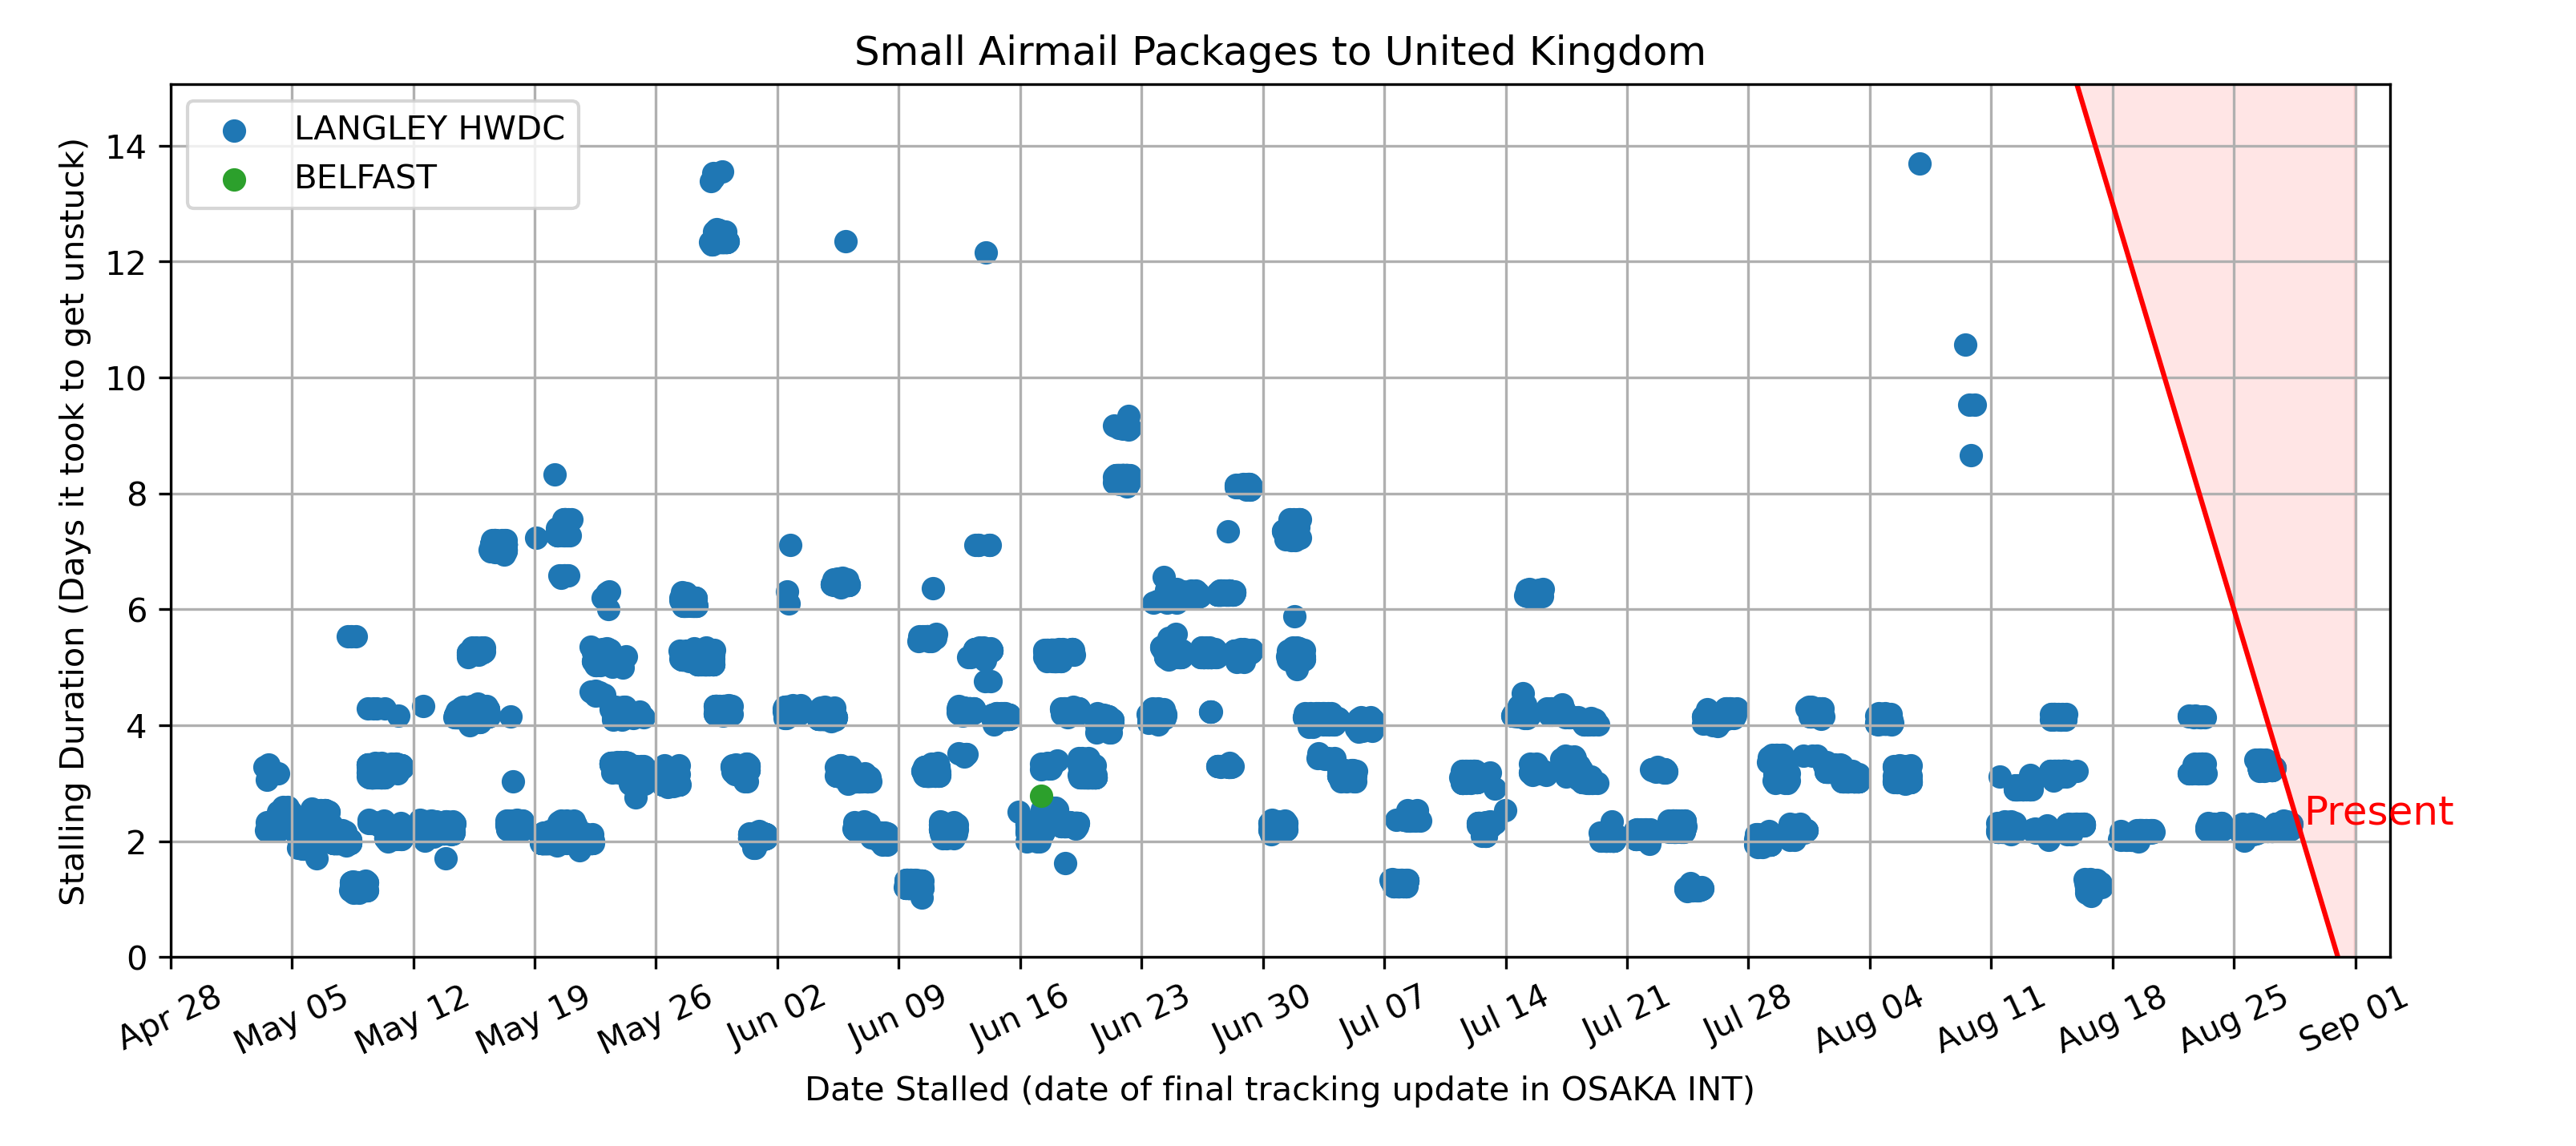 Small Airmail Packages to United Kingdom
LANGLEY HWDC
BELFAST
Stalling Duration (Days it took to get unstuck)
14
12
10
8
6
4
2
0
Present
Apr 28
May 05
May 12
May 19
May 26
Jun 02
Jun 09
Jun 16
Jun 23
Jun 30
Jul 07
Jul 14
Jul 21
Jul 28
Aug 04
Aug 11
Aug 18
Aug 25
Sep 01
Date Stalled (date of final tracking update in OSAKA INT)